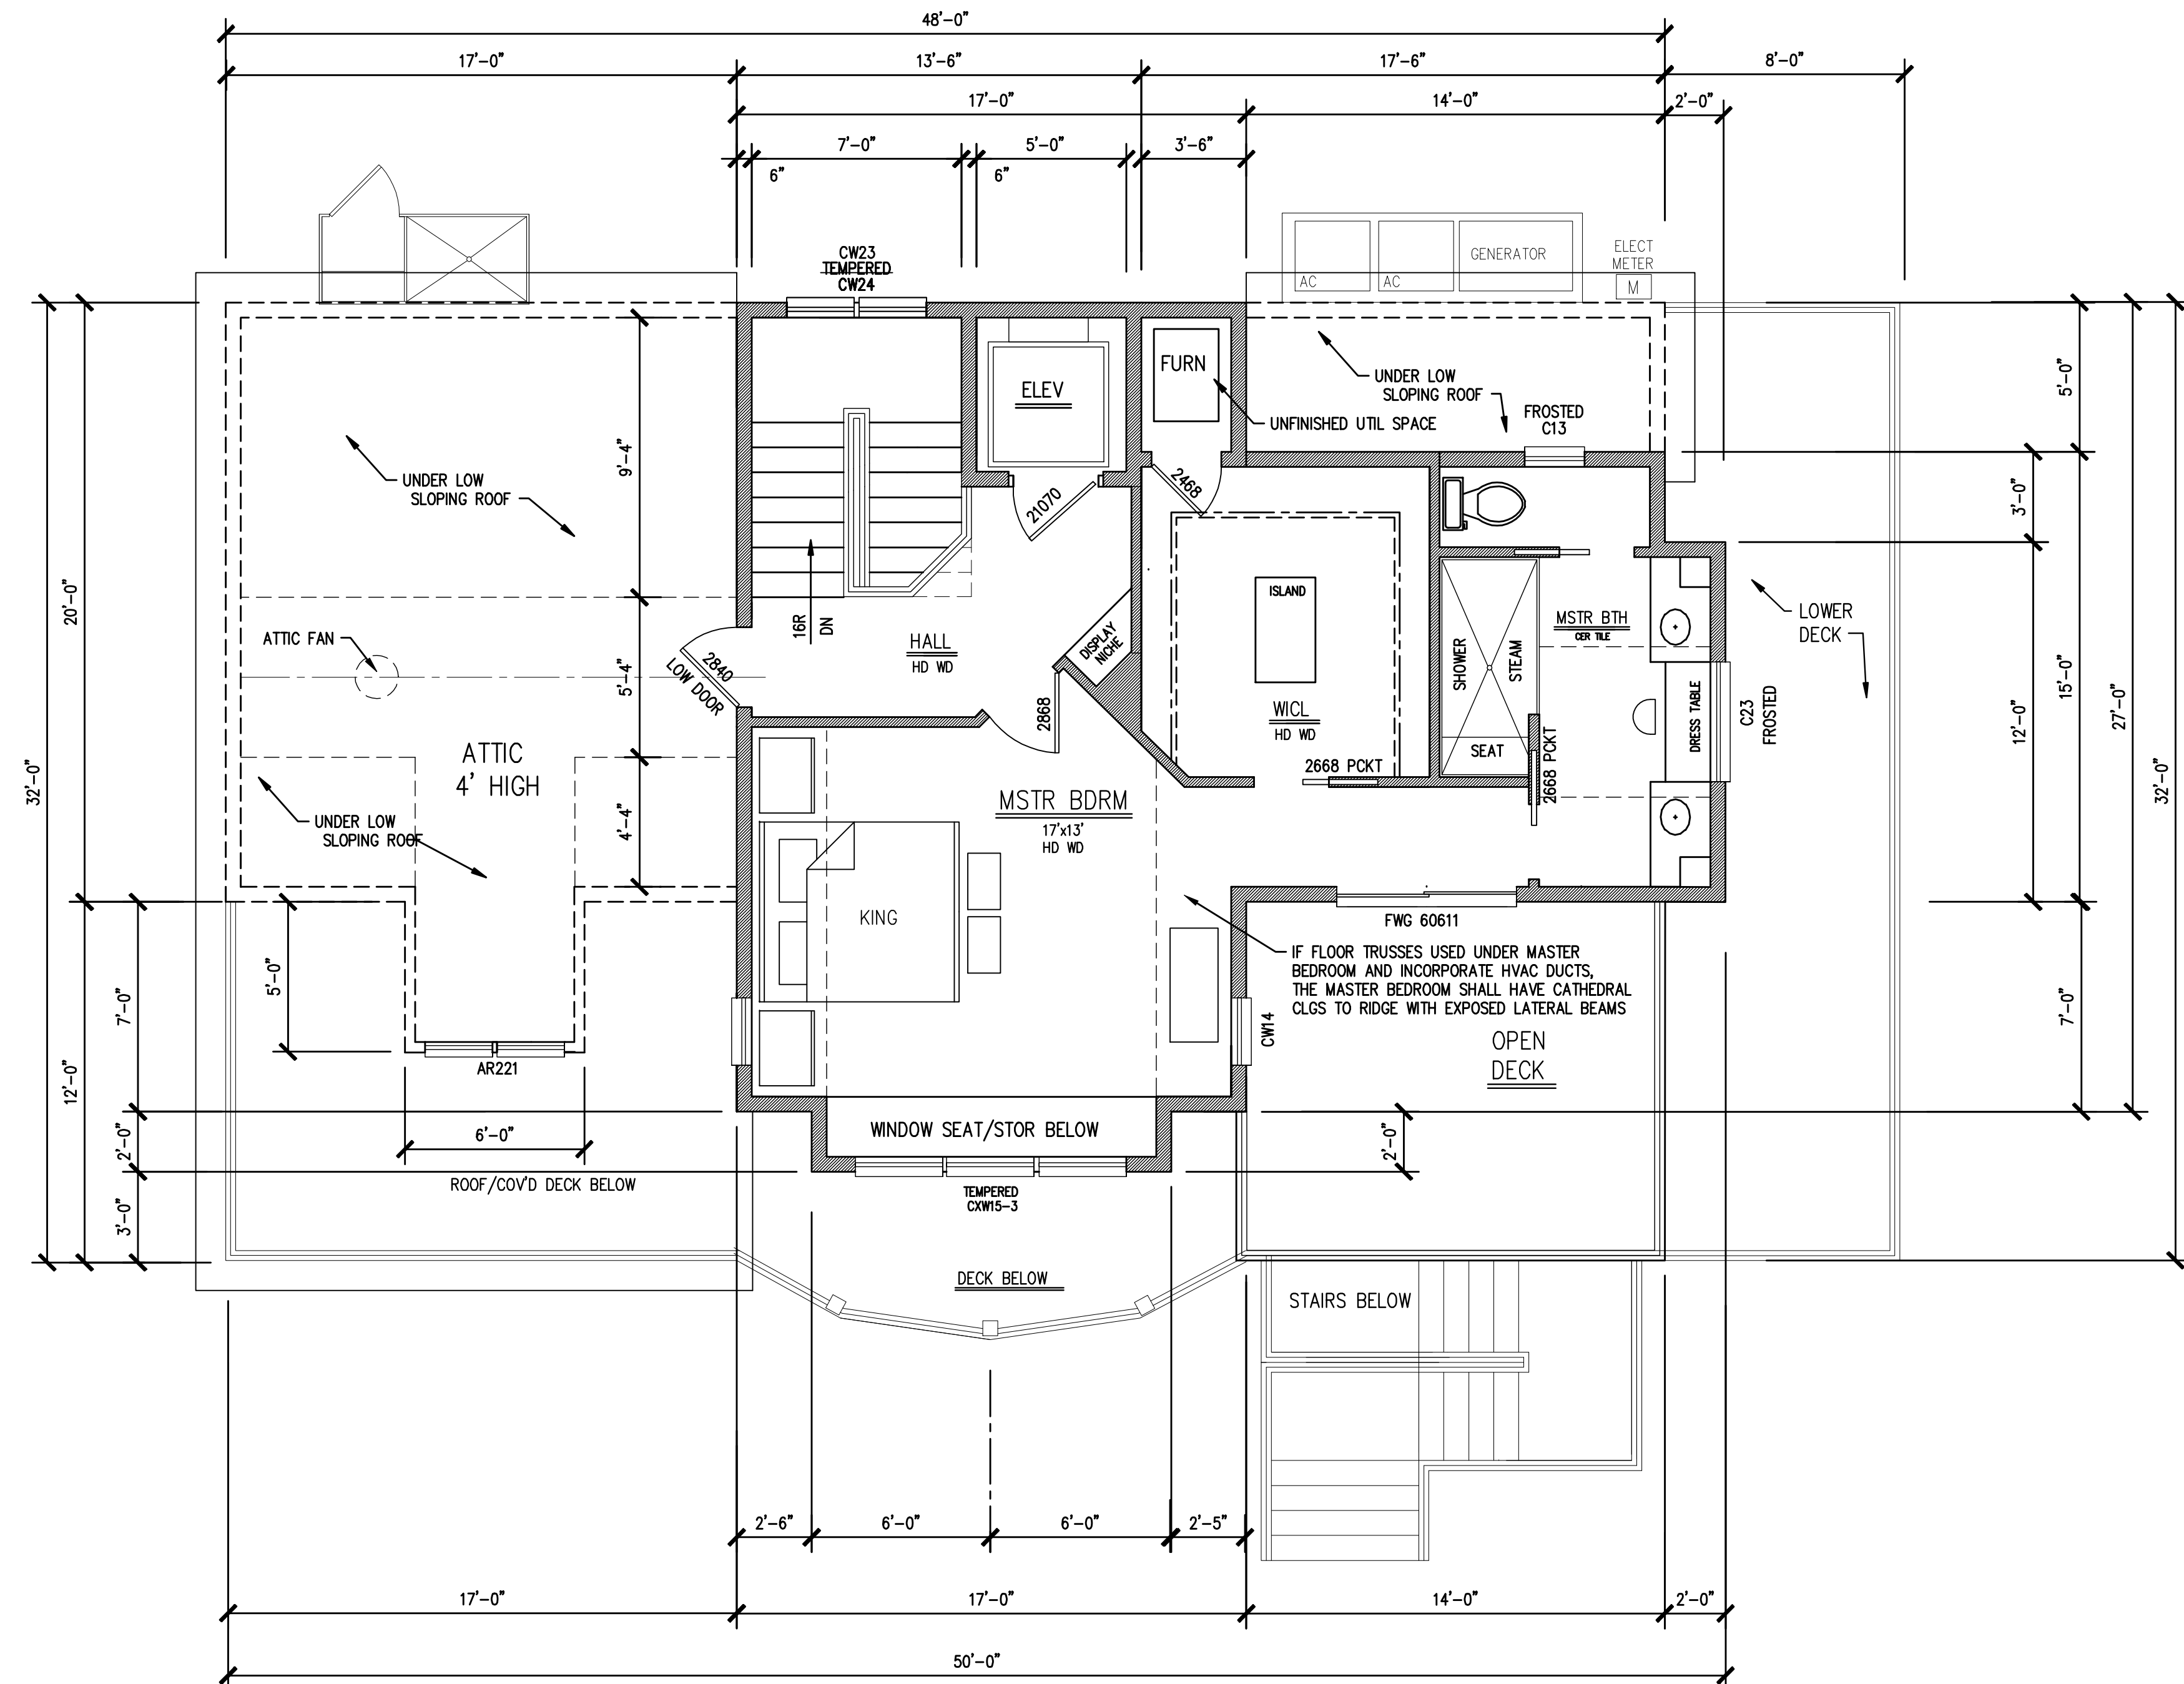 48'-0"
17'-0"
13'-6"
17'-6"
8'-0"
17'-0"
14'-0"
2'-0"
7'-0"
5'-0"
3'-6"
6"
6"
CW23
TEMPERED
CW24
AC
AC
GENERATOR
ELECT
METER
M
FURN
ELEV
UNDER LOW
SLOPING ROOF
UNFINISHED UTIL SPACE
FROSTED
C13
5'-0"
9'-4"
UNDER LOW
SLOPING ROOF
21070
2468
3'-0"
20'-0"
32'-0"
ATTIC FAN
5'-4"
2840
LOW DOOR
16R
DN
HALL
HD WD
DISPLAY
NICHE
ISLAND
SHOWER
STEAM
MSTR BTH
CER TILE
LOWER
DECK
DRESS TABLE
C23
FROSTED
12'-0"
15'-0"
27'-0"
32'-0"
2868
WICL
HD WD
SEAT
2668 PCKT
2668 PCKT
ATTIC
4' HIGH
UNDER LOW
SLOPING ROOF
4'-4"
MSTR BDRM
17'x13'
HD WD
KING
FWG 60611
IF FLOOR TRUSSES USED UNDER MASTER
BEDROOM AND INCORPORATE HVAC DUCTS,
THE MASTER BEDROOM SHALL HAVE CATHEDRAL
CLGS TO RIDGE WITH EXPOSED LATERAL BEAMS
5'-0"
7'-0"
12'-0"
AR221
CW14
OPEN
DECK
7'-0"
6'-0"
2'-0"
WINDOW SEAT/STOR BELOW
2'-0"
ROOF/COV'D DECK BELOW
3'-0"
TEMPERED
CXW15-3
DECK BELOW
STAIRS BELOW
2'-6"
6'-0"
6'-0"
2'-5"
17'-0"
17'-0"
14'-0"
2'-0"
50'-0"